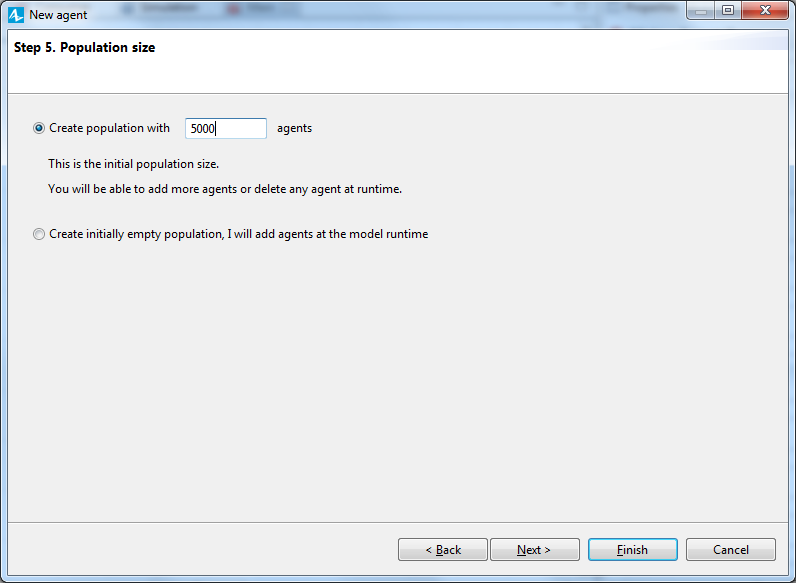 New agent
Step 5. Population size
Create population with 5000 agents
This is the initial population size.
You will be able to add more agents or delete any agent at runtime.
Create initially empty population, I will add agents at the model runtime
< Back Next > Finish Cancel